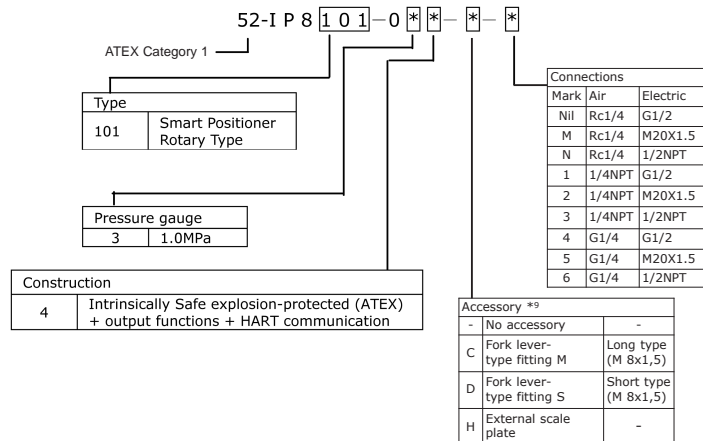 52-I P 8 1 0 1 - 0 * * - * - *
ATEX Category 1
Type
101 Smart Positioner
Rotary Type
Pressure gauge
3 1.0MPa
Construction
4 Intrinsically Safe explosion-protected (ATEX)
+ output functions + HART communication
Connections
Mark Air Electric
Nil Rc1/4 G1/2
M Rc1/4 M20X1.5
N Rc1/4 1/2NPT
1 1/4NPT G1/2
2 1/4NPT M20X1.5
3 1/4NPT 1/2NPT
4 G1/4 G1/2
5 G1/4 M20X1.5
6 G1/4 1/2NPT
Accessory *9
- No accessory -
C Fork lever-
type fitting M Long type
(M 8x1,5)
D Fork lever-
type fitting S Short type
(M 8x1,5)
H External scale
plate -